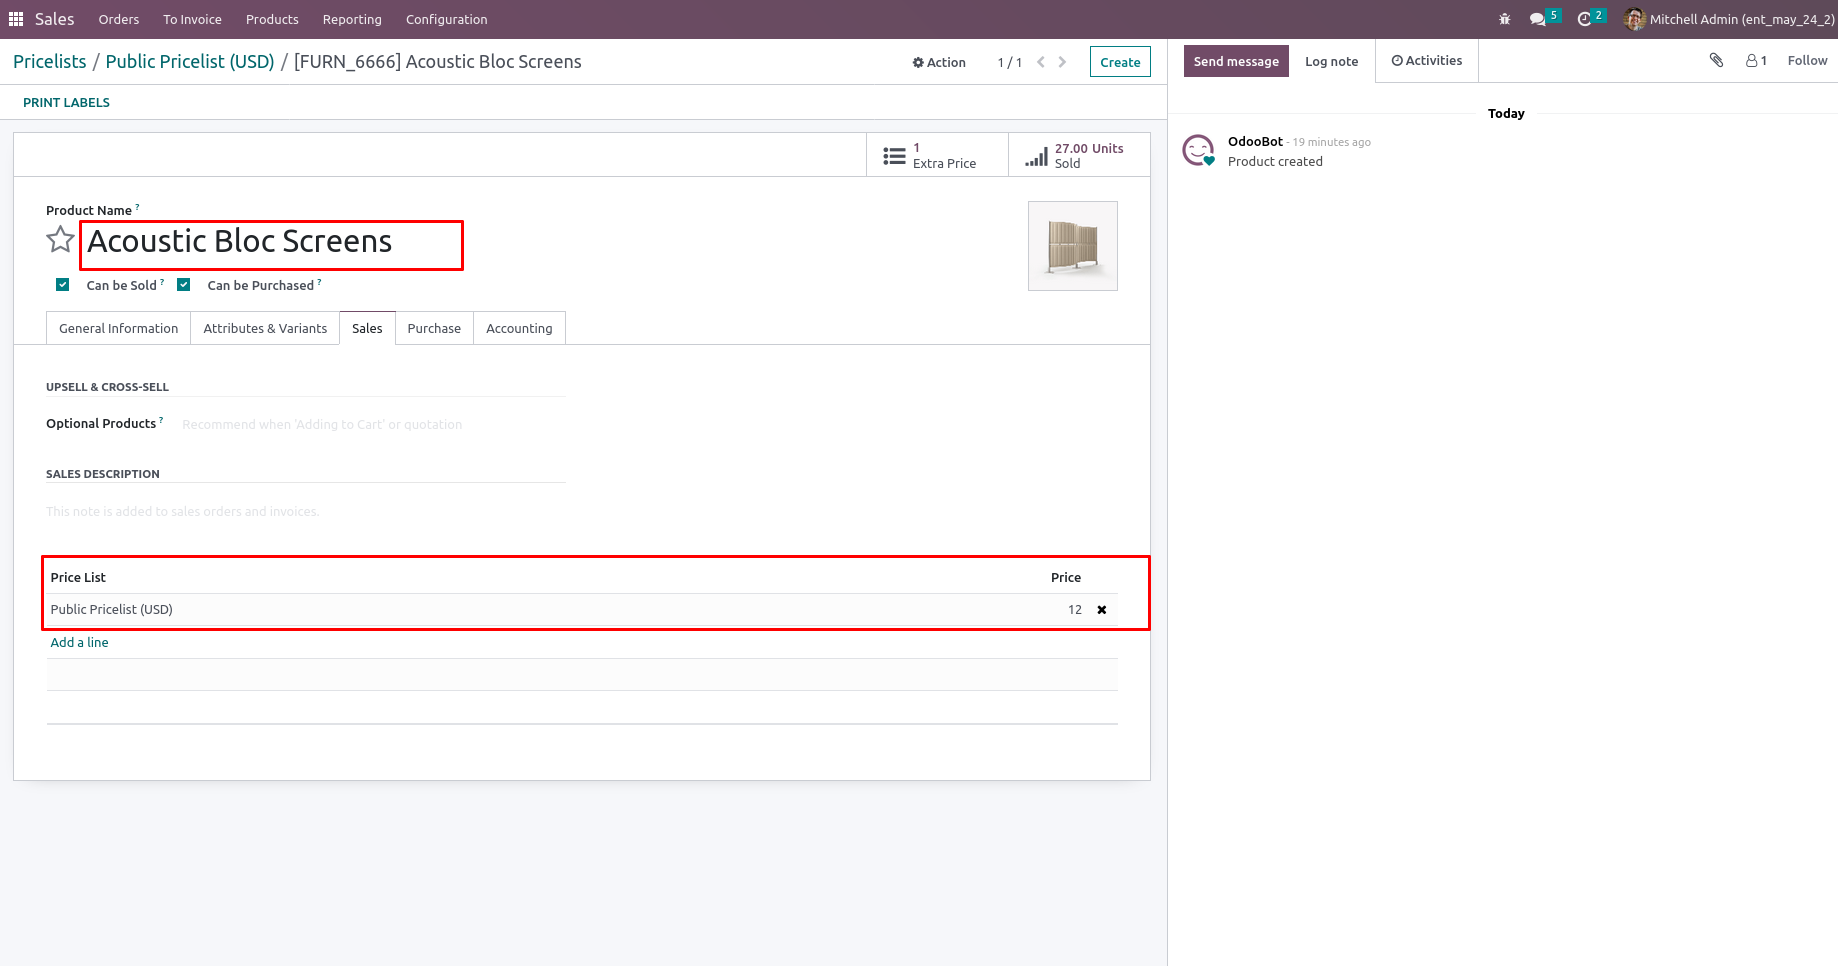 Sales Orders To Invoice Products Reporting Configuration 5 2 Mitchell Admin (ent_may_24_2)
Pricelists / Public Pricelist (USD) / [FURN_6666] Acoustic Bloc Screens Action 1 / 1 Create
Send message Log note Activities 1 Follow
PRINT LABELS
Today
OdooBot - 19 minutes ago
Product created
1
Extra Price
27.00 Units
Sold
Product Name ?
Acoustic Bloc Screens
Can be Sold ? Can be Purchased ?
General Information Attributes & Variants Sales Purchase Accounting
UPSELL & CROSS-SELL
Optional Products ? Recommend when 'Adding to Cart' or quotation
SALES DESCRIPTION
This note is added to sales orders and invoices.
Price List Price
Public Pricelist (USD) 12
Add a line